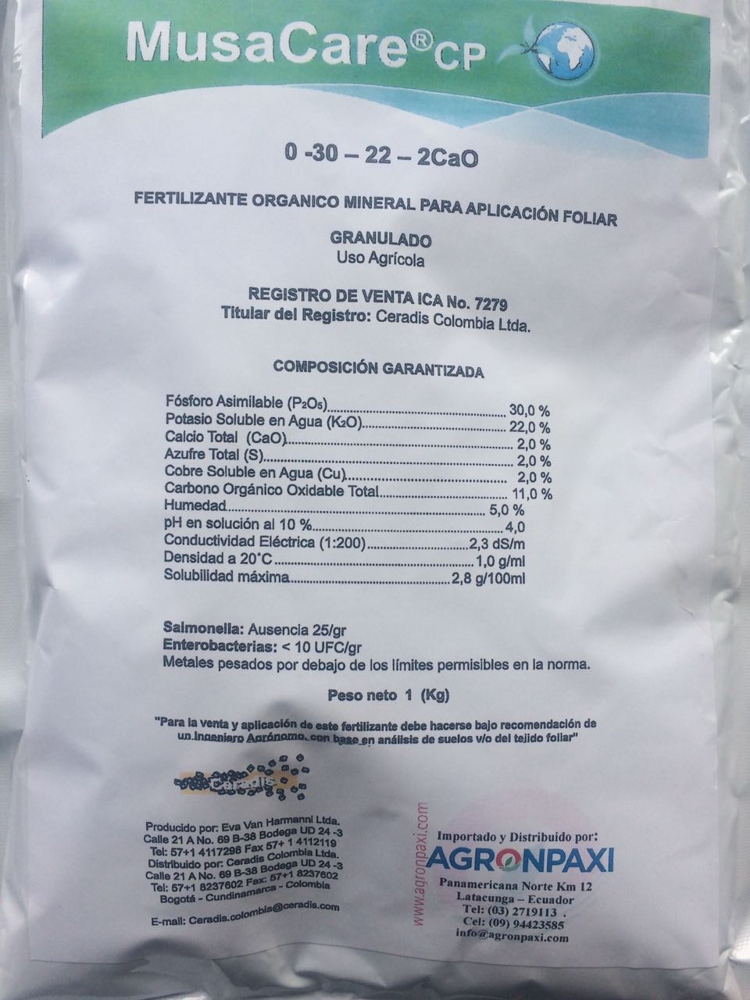 MusaCare®CP
0 -30 – 22 – 2CaO
FERTILIZANTE ORGANICO MINERAL PARA APLICACIÓN FOLIAR
GRANULADO
Uso Agrícola
REGISTRO DE VENTA ICA No. 7279
Titular del Registro: Ceradis Colombia Ltda.
COMPOSICIÓN GARANTIZADA
Fósforo Asimilable (P₂O₅)........................ 30,0 %
Potasio Soluble en Agua (K₂O)........................ 22,0 %
Calcio Total (CaO)........................ 2,0 %
Azufre Total (S)........................ 2,0 %
Cobre Soluble en Agua (Cu)........................ 2,0 %
Carbono Orgánico Oxidable Total........................ 11,0 %
Humedad........................ 5,0 %
pH en solución al 10 %........................ 4,0
Conductividad Eléctrica (1:200)........................ 2,3 dS/m
Densidad a 20°C........................ 1,0 g/ml
Solubilidad máxima........................ 2,8 g/100ml
Salmonella: Ausencia 25/gr
Enterobacterias: < 10 UFC/gr
Metales pesados por debajo de los límites permisibles en la norma.
Peso neto 1 (Kg)
"Para la venta y aplicación de este fertilizante debe hacerse bajo recomendación de
un Ingeniero Agrónomo, con base en análisis de suelos y/o del tejido foliar"
Ceradis
Producido por: Eva Van Harmanni Ltda.
Calle 21 A No. 69 B-38 Bodega UD 24 -3
Tel: 57+1 4117298 Fax 57+ 1 4112119
Distribuido por: Ceradis Colombia Ltda.
Calle 21 A No. 69 B-38 Bodega UD 24 -3
Tel: 57+1 8237602 Fax: 57+1 8237602
Bogotá - Cundinamarca - Colombia
E-mail: Ceradis.colombia@ceradis.com
www.agronpaxi.com
Importado y Distribuido por:
AGRONPAXI
Panamericana Norte Km 12
Latacunga – Ecuador
Tel: (03) 2719113 .
Cel: (09) 94423585
info@agronpaxi.com